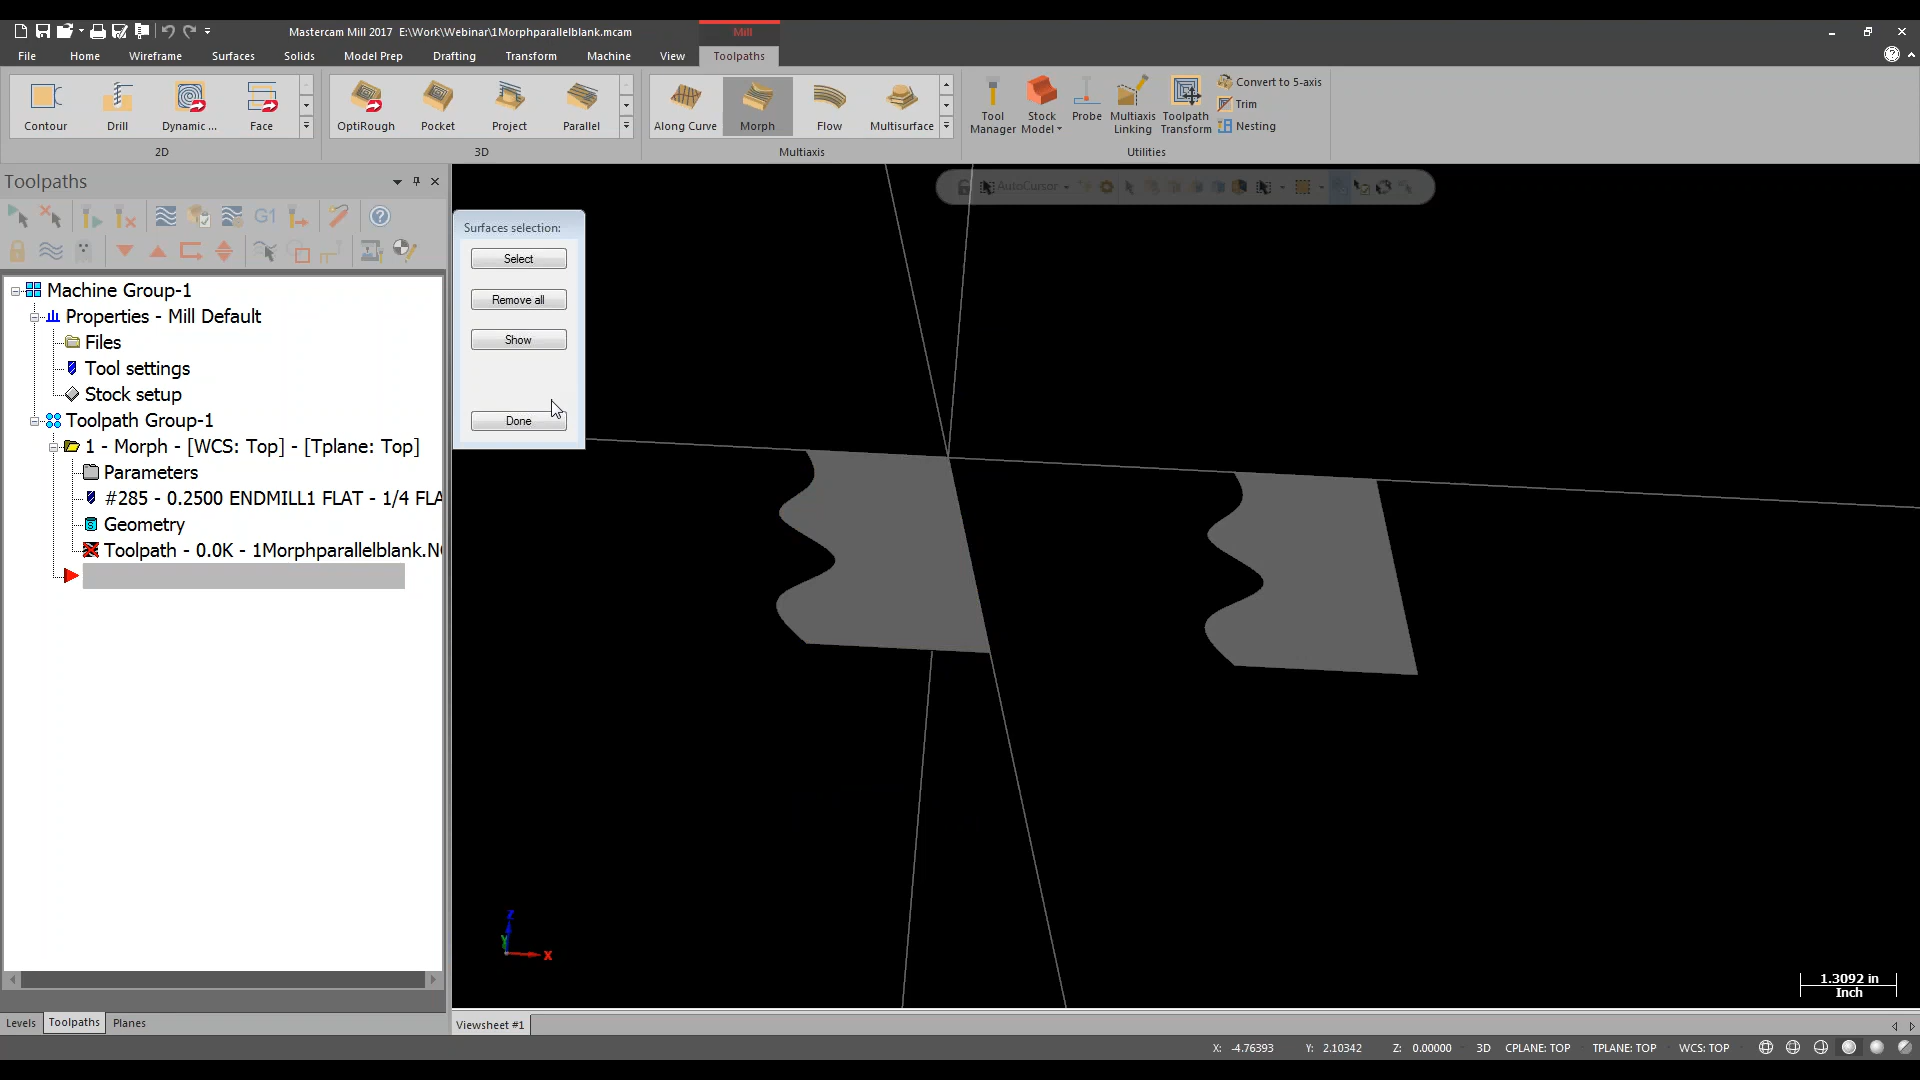 Mastercam Mill 2017  E:\Work\Webinar\1Morphparallelblank.mcam
Mill
File
Home
Wireframe
Surfaces
Solids
Model Prep
Drafting
Transform
Machine
View
Toolpaths
Contour
Drill
Dynamic ...
Face
2D
OptiRough
Pocket
Project
Parallel
3D
Along Curve
Morph
Flow
Multisurface
Multiaxis
Tool
Manager
Stock
Model
Probe
Multiaxis
Linking
Toolpath
Transform
Convert to 5-axis
Trim
Nesting
Utilities
Toolpaths
G1
AutoCursor
Surfaces selection:
Select
Remove all
Show
Done
Machine Group-1
Properties - Mill Default
Files
Tool settings
Stock setup
Toolpath Group-1
1 - Morph - [WCS: Top] - [Tplane: Top]
Parameters
#285 - 0.2500 ENDMILL1 FLAT - 1/4 FLA
Geometry
Toolpath - 0.0K - 1Morphparallelblank.N
Z
Y
X
1.3092 in
Inch
Levels
Toolpaths
Planes
Viewsheet #1
X: -4.76393
Y: 2.10342
Z: 0.00000
3D
CPLANE: TOP
TPLANE: TOP
WCS: TOP